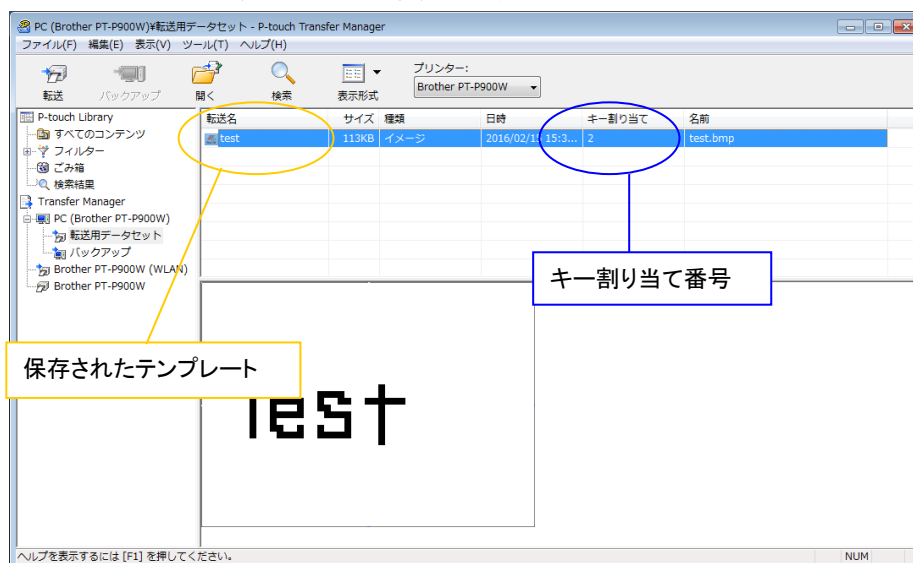 PC (Brother PT-P900W)¥転送用データセット - P-touch Transfer Manager
ファイル(F) 編集(E) 表示(V) ツール(T) ヘルプ(H)
転送 バックアップ 開く 検索 表示形式 プリンター:
Brother PT-P900W
P-touch Library
すべてのコンテンツ
フィルター
ごみ箱
検索結果
Transfer Manager
PC (Brother PT-P900W)
転送用データセット
バックアップ
Brother PT-P900W (WLAN)
Brother PT-P900W
転送名 サイズ 種類 日時 キー割り当て 名前
test 113KB イメージ 2016/02/15 15:3... 2 test.bmp
キー割り当て番号
保存されたテンプレート
Test
ヘルプを表示するには [F1] を押してください。 NUM